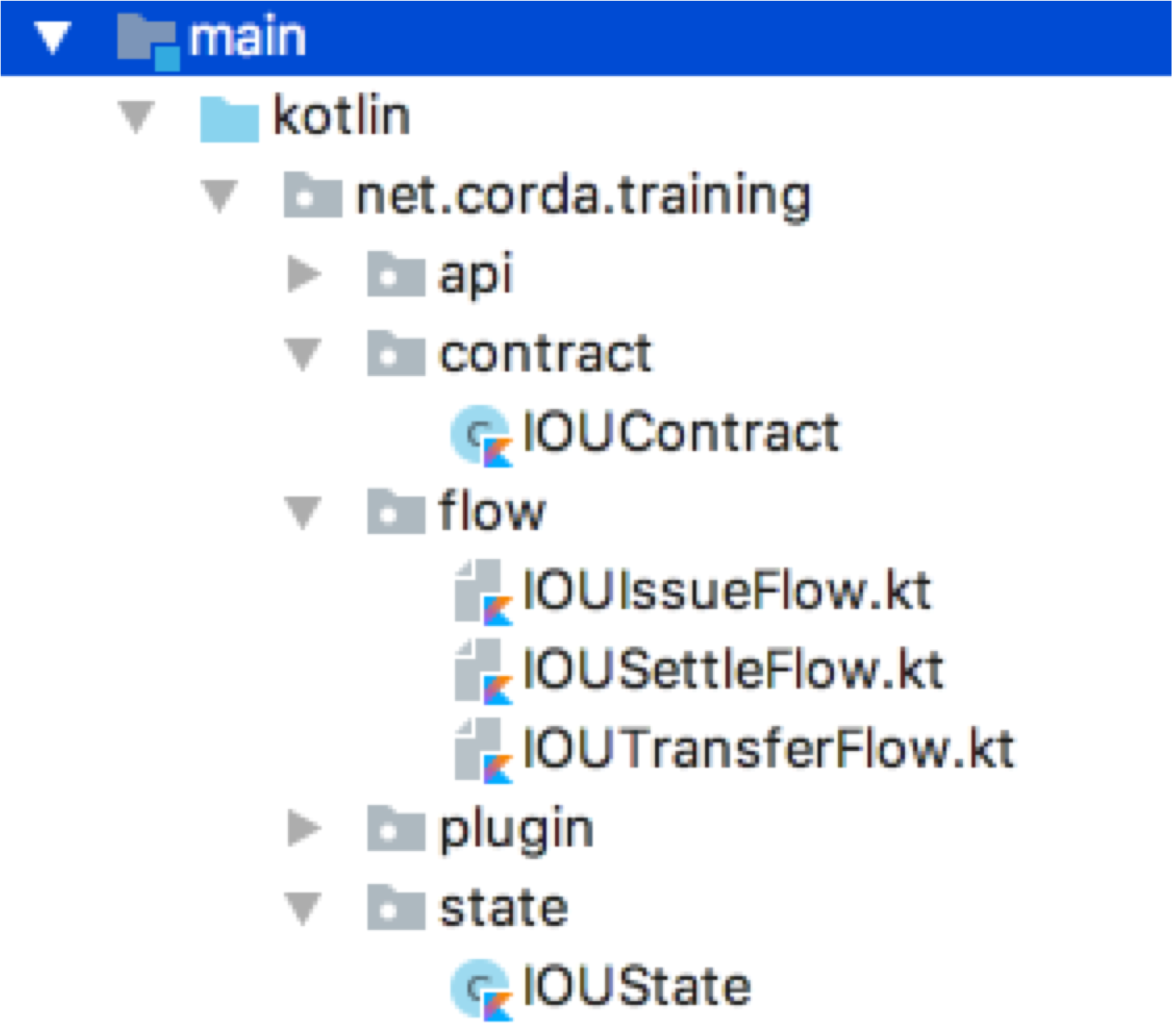 main
kotlin
net.corda.training
api
contract
IOUContract
flow
IOUIssueFlow.kt
IOUSettleFlow.kt
IOUTransferFlow.kt
plugin
state
IOUState